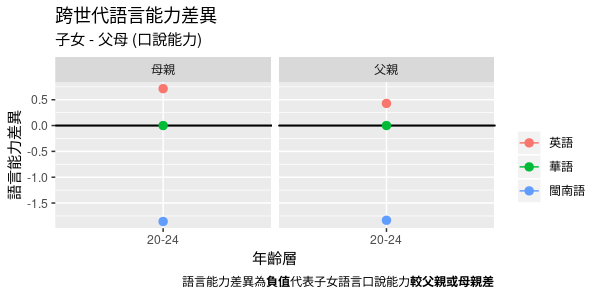 跨世代語言能力差異
子女 - 父母 (口說能力)
母親
父親
語言能力差異
0.5
0.0
-0.5
-1.0
-1.5
20-24
20-24
年齡層
英語
華語
閩南語
語言能力差異為負值代表子女語言口說能力較父親或母親差